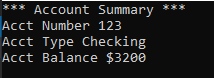 *** Account Summary ***
Acct Number 123
Acct Type Checking
Acct Balance $3200